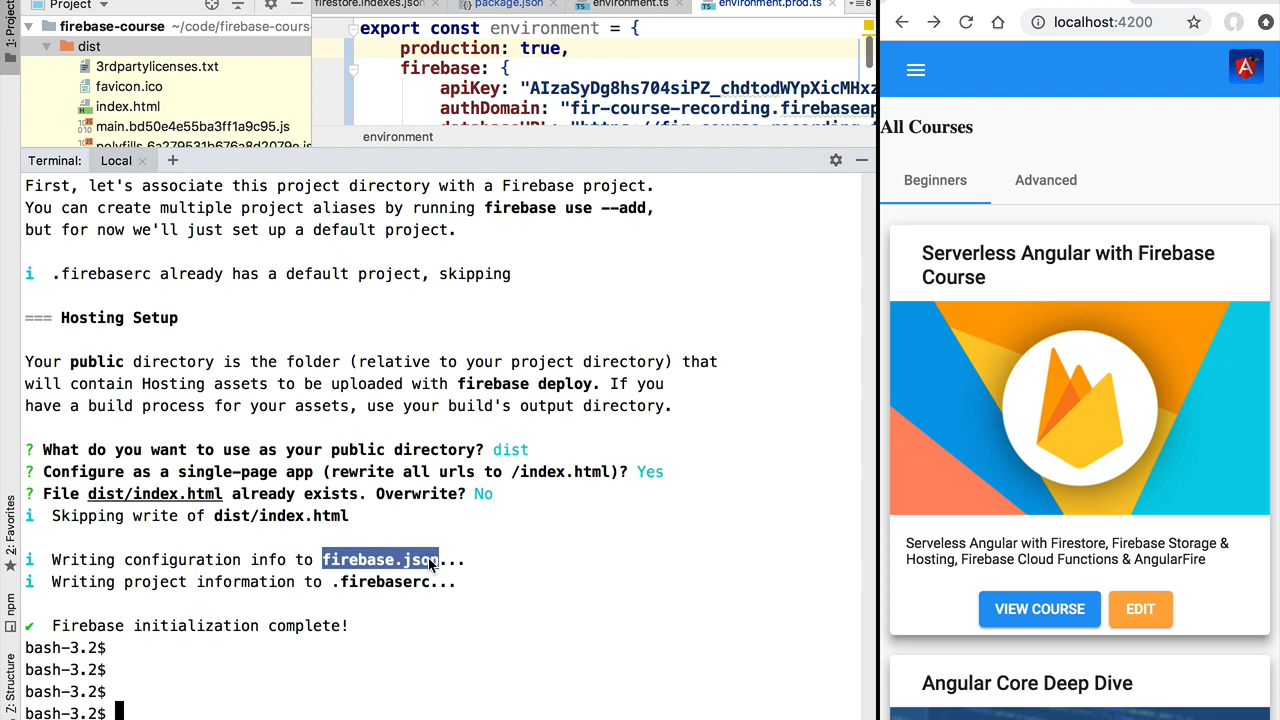 Project
firestore.indexes.json
package.json
environment.ts
environment.prod.ts
6
1: Project
firebase-course ~/code/firebase-cours
dist
3rdpartylicenses.txt
favicon.ico
index.html
main.bd50e4e55ba3ff1a9c95.js
polyfills.6a279531b676a8d2079e.js
export const environment = {
production: true,
firebase: {
apiKey: "AIzaSyDg8hs704siPZ_chdtodWYpXicMHxz
authDomain: "fir-course-recording.firebaseap
environment
Terminal:
Local
+
First, let's associate this project directory with a Firebase project.
You can create multiple project aliases by running firebase use --add,
but for now we'll just set up a default project.
i .firebaserc already has a default project, skipping
=== Hosting Setup
Your public directory is the folder (relative to your project directory) that
will contain Hosting assets to be uploaded with firebase deploy. If you
have a build process for your assets, use your build's output directory.
? What do you want to use as your public directory? dist
? Configure as a single-page app (rewrite all urls to /index.html)? Yes
? File dist/index.html already exists. Overwrite? No
i Skipping write of dist/index.html
i Writing configuration info to firebase.json...
i Writing project information to .firebaserc...
✔ Firebase initialization complete!
bash-3.2$
bash-3.2$
bash-3.2$
bash-3.2$
2: Favorites
npm
Z: Structure
localhost:4200
A
All Courses
Beginners
Advanced
Serverless Angular with Firebase
Course
Serveless Angular with Firestore, Firebase Storage &
Hosting, Firebase Cloud Functions & AngularFire
VIEW COURSE
EDIT
Angular Core Deep Dive